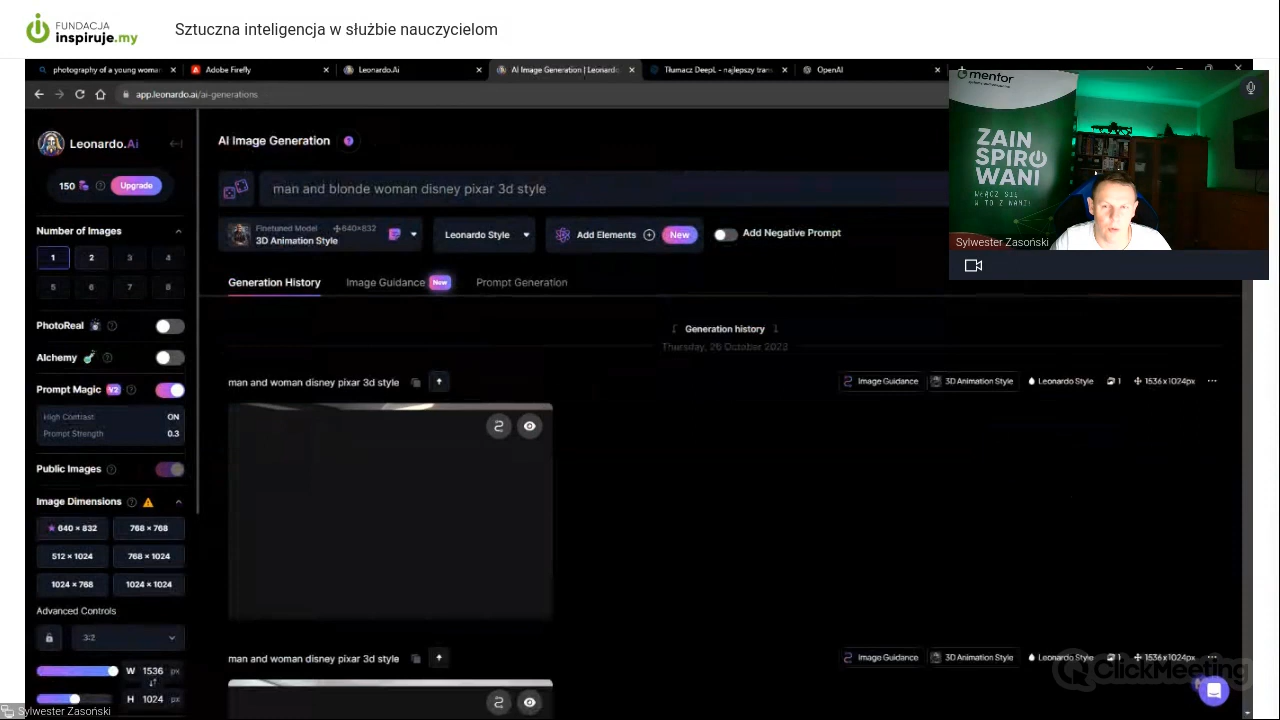 FUNDACJA
inspiruje.my
Sztuczna inteligencja w służbie nauczycielom
photography of a young woman
Adobe Firefly
Leonardo.Ai
AI Image Generation | Leonardo
Tłumacz DeepL - najlepszy tran
OpenAI
app.leonardo.ai/ai-generations
mentor
ZAIN
SPIRO
WANI
WŁĄCZ SIĘ
W TO Z NAMI!
Sylwester Zasoński
Leonardo.Ai
150
Upgrade
AI Image Generation
man and blonde woman disney pixar 3d style
Finetuned Model
640×832
3D Animation Style
Leonardo Style
Add Elements
New
Add Negative Prompt
Number of Images
1 2 3 4
5 6 7 8
Generation History
Image Guidance
New
Prompt Generation
PhotoReal
Alchemy
Prompt Magic V2
High Contrast ON
Prompt Strength 0.3
Public Images
Image Dimensions
640 × 832
768 × 768
512 × 1024
768 × 1024
1024 × 768
1024 × 1024
Advanced Controls
3:2
W 1536 px
H 1024 px
Generation history
Thursday, 26 October 2023
man and woman disney pixar 3d style
Image Guidance
3D Animation Style
Leonardo Style
1
1536x1024px
man and woman disney pixar 3d style
Image Guidance
3D Animation Style
Leonardo Style
1
1536x1024px
ClickMeeting
Sylwester Zasoński